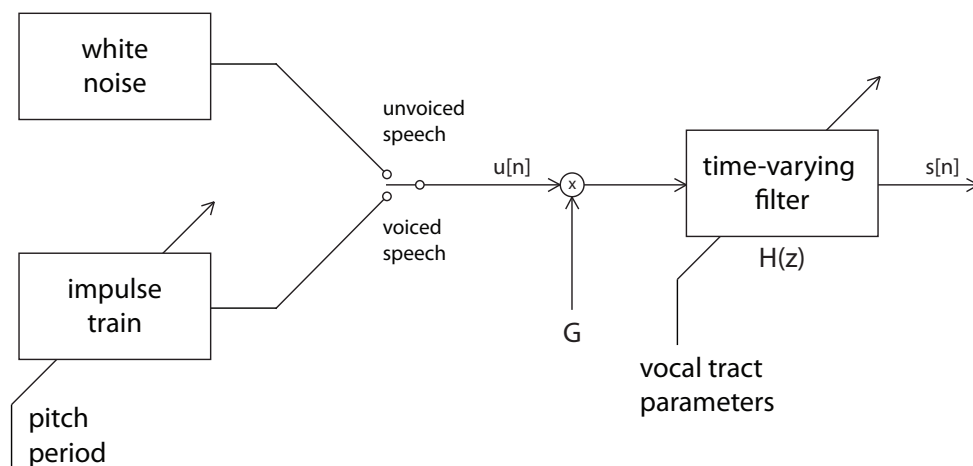 white
noise
unvoiced
speech
u[n]
x
time-varying
filter
s[n]
voiced
speech
H(z)
impulse
train
G
vocal tract
parameters
pitch
period